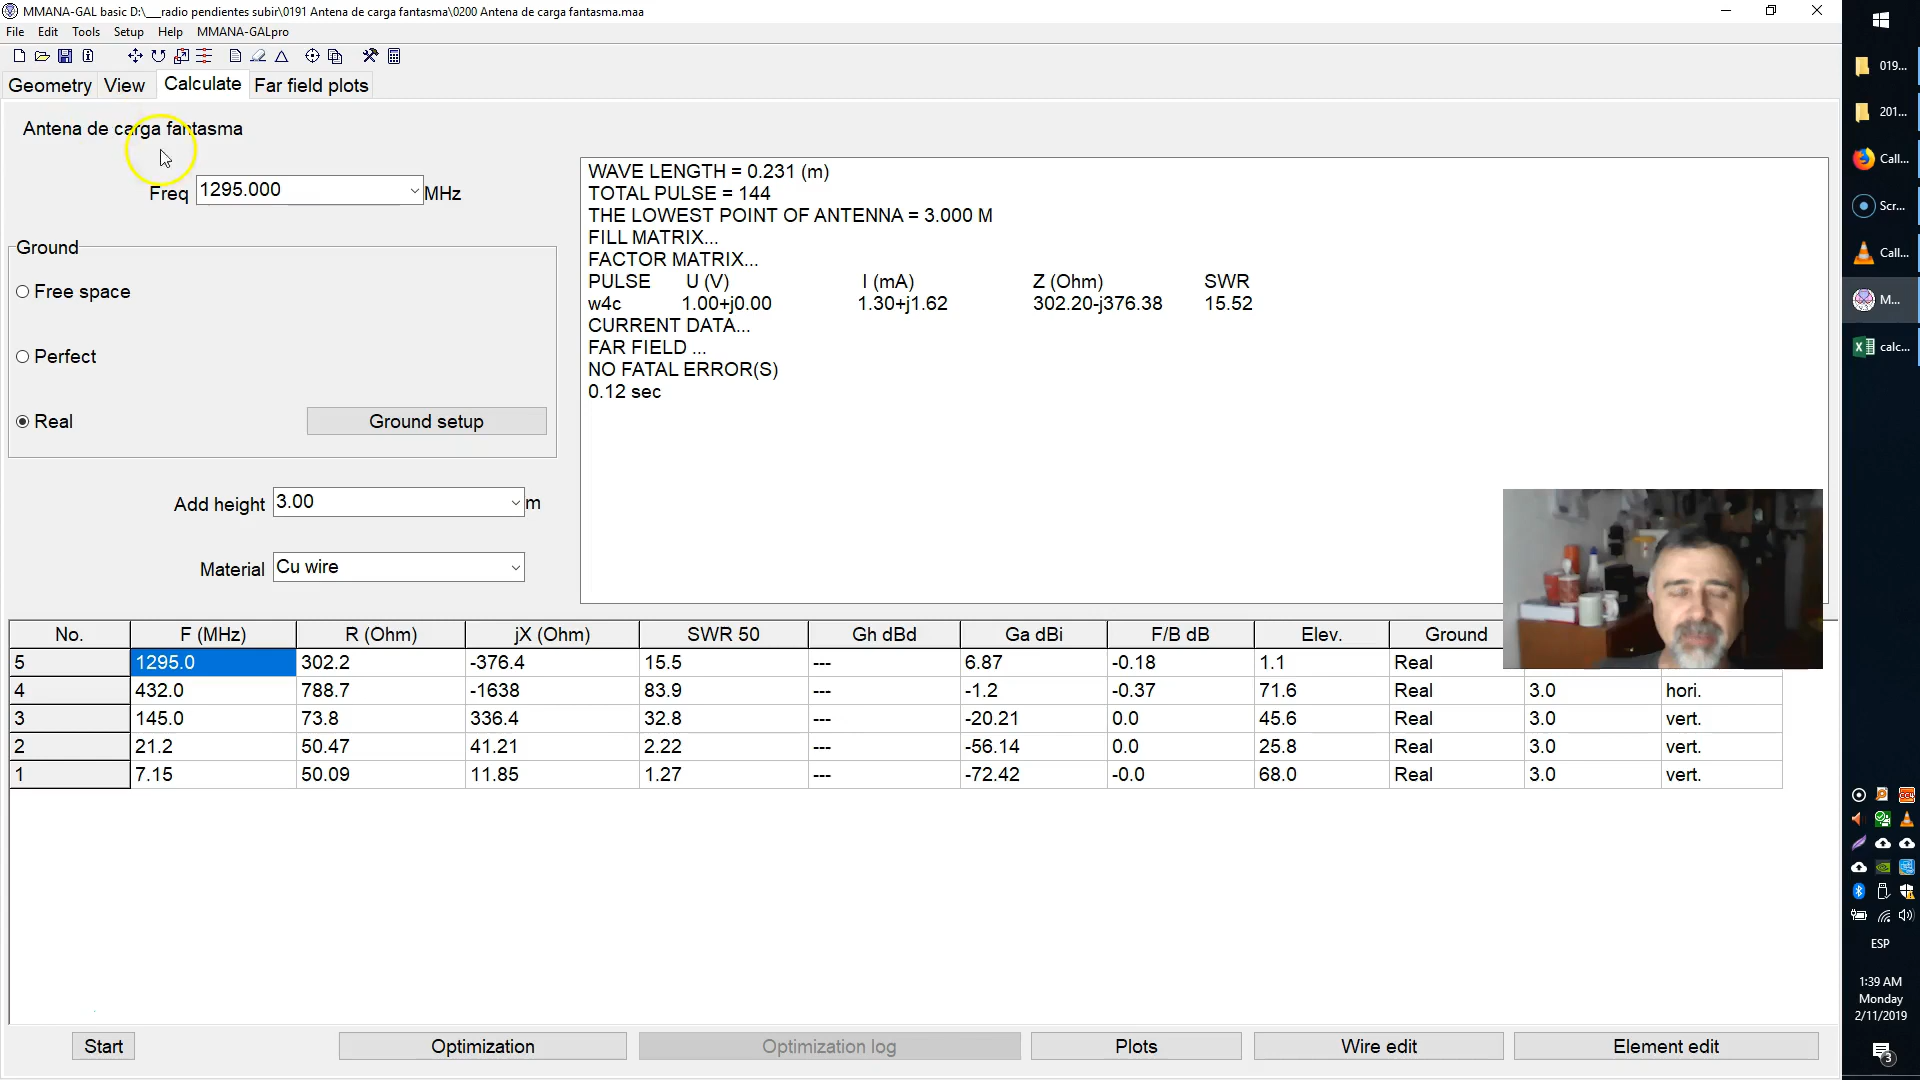 MMANA-GAL basic D:\___radio pendientes subir\0191 Antena de carga fantasma\0200 Antena de carga fantasma.maa
File Edit Tools Setup Help MMANA-GALpro
Geometry View Calculate Far field plots
Antena de carga fantasma
Freq 1295.000 MHz
Ground
Free space
Perfect
Real Ground setup
Add height 3.00 m
Material Cu wire
WAVE LENGTH = 0.231 (m)
TOTAL PULSE = 144
THE LOWEST POINT OF ANTENNA = 3.000 M
FILL MATRIX...
FACTOR MATRIX...
PULSE U (V) I (mA) Z (Ohm) SWR
w4c 1.00+j0.00 1.30+j1.62 302.20-j376.38 15.52
CURRENT DATA...
FAR FIELD ...
NO FATAL ERROR(S)
0.12 sec
No. F (MHz) R (Ohm) jX (Ohm) SWR 50 Gh dBd Ga dBi F/B dB Elev. Ground
5 1295.0 302.2 -376.4 15.5 --- 6.87 -0.18 1.1 Real
4 432.0 788.7 -1638 83.9 --- -1.2 -0.37 71.6 Real 3.0 hori.
3 145.0 73.8 336.4 32.8 --- -20.21 0.0 45.6 Real 3.0 vert.
2 21.2 50.47 41.21 2.22 --- -56.14 0.0 25.8 Real 3.0 vert.
1 7.15 50.09 11.85 1.27 --- -72.42 -0.0 68.0 Real 3.0 vert.
Start Optimization Optimization log Plots Wire edit Element edit
019...
201...
Call...
Scr...
Call...
M...
calc...
ESP
1:39 AM
Monday
2/11/2019
3